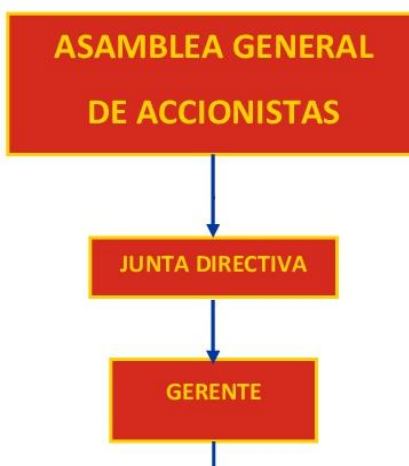 ASAMBLEA GENERAL
DE ACCIONISTAS
JUNTA DIRECTIVA
GERENTE